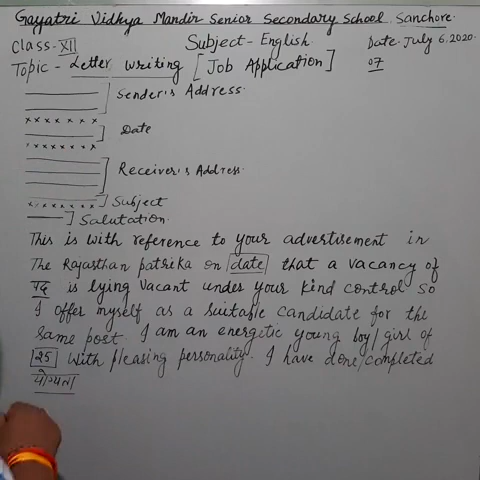 Gayatri Vidhya Mandir Senior Secondary School, Sanchore.
Class - XII Subject - English Date. July 6.2020.
Topic - Letter writing [Job Application] 07
Sender's Address
x x x x x x x
Date
x x x x x x x
Receiver's Address
x x x x x x x Subject
Salutation.
This is with reference to your advertisement in
The Rajasthan patrika on date that a vacancy of
पद is lying vacant under your kind control so
I offer myself as a suitable candidate for the
same post. I am an energetic young boy/girl of
25 with pleasing personality. I have done/completed
योग्यता